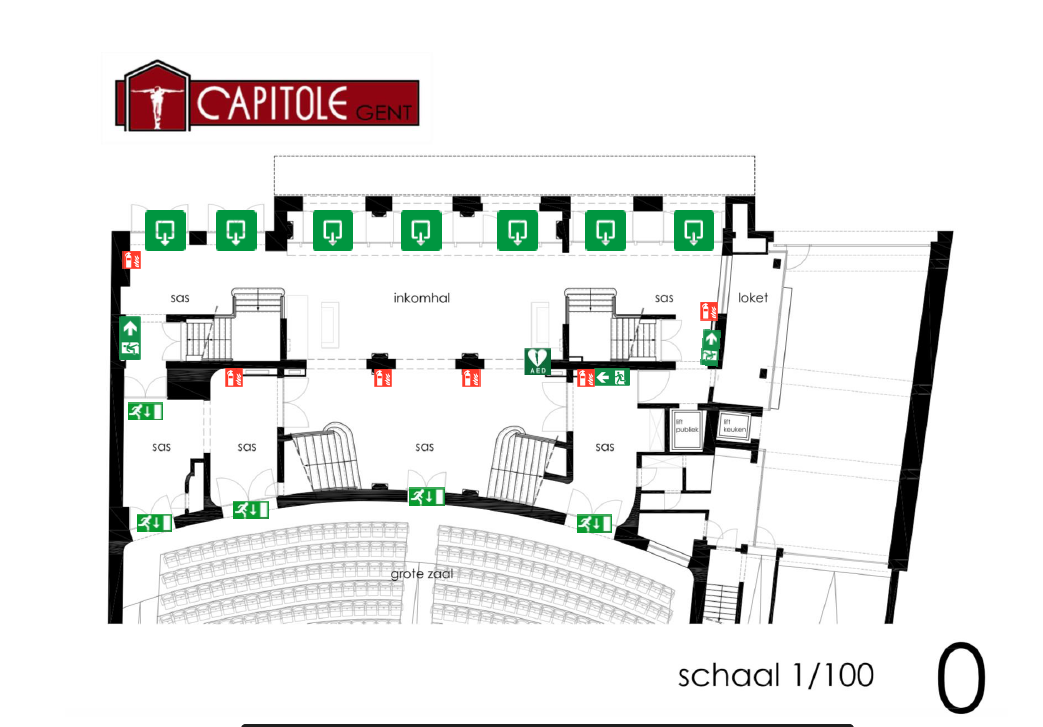 CAPITOLE
GENT
sas
inkomhal
sas
loket
AED
lift
publiek
lift
keuken
sas
sas
sas
sas
grote zaal
schaal 1/100
0